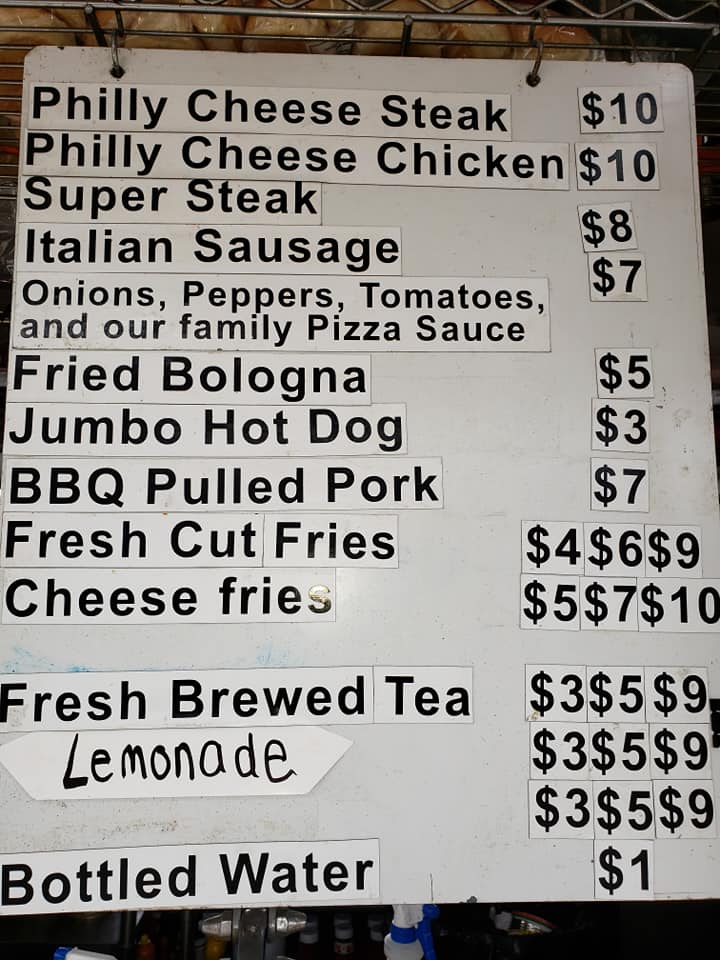 Philly Cheese Steak $10
Philly Cheese Chicken $10
Super Steak $8
Italian Sausage $7
Onions, Peppers, Tomatoes,
and our family Pizza Sauce
Fried Bologna $5
Jumbo Hot Dog $3
BBQ Pulled Pork $7
Fresh Cut Fries $4 $6 $9
Cheese fries $5 $7 $10
Fresh Brewed Tea $3 $5 $9
Lemonade $3 $5 $9
$3 $5 $9
Bottled Water $1